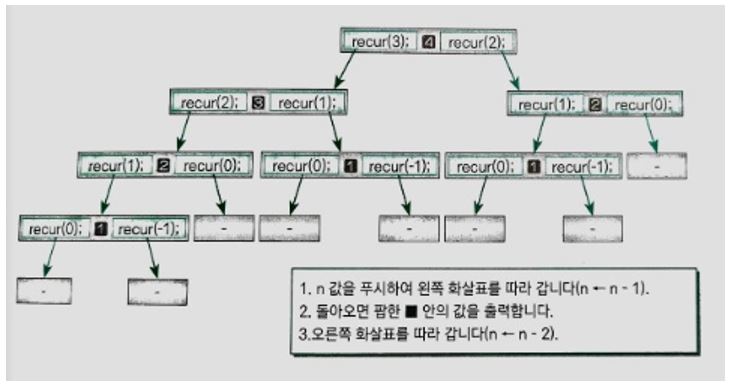 recur(3); 4 recur(2);
recur(2); 3 recur(1);
recur(1); 2 recur(0);
recur(1); 2 recur(0);
recur(0); 1 recur(-1);
recur(0); 1 recur(-1);
-
recur(0); 1 recur(-1);
-
-
-
-
-
-
-
-
1. n 값을 푸시하여 왼쪽 화살표를 따라 갑니다(n ← n - 1).
2. 돌아오면 팝한 ■ 안의 값을 출력합니다.
3.오른쪽 화살표를 따라 갑니다(n ← n - 2).